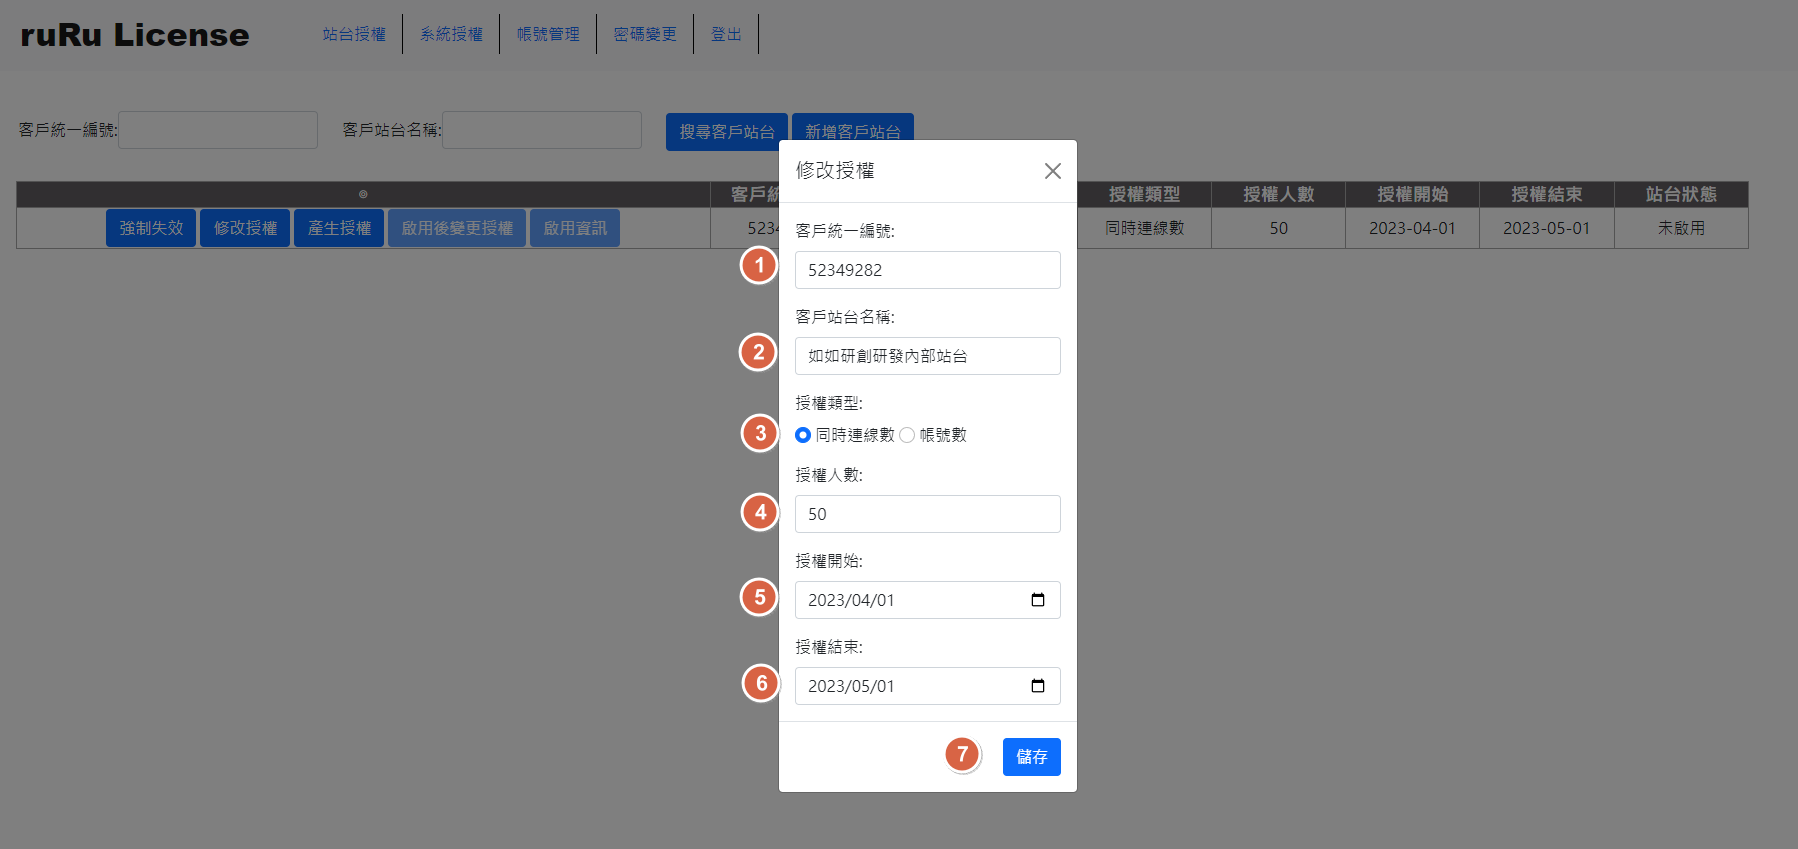 ruRu License 站台授權 系統授權 帳號管理 密碼變更 登出
客戶統一編號: 客戶站台名稱: 搜尋客戶站台 新增客戶站台
◎ 客戶統 授權類型 授權人數 授權開始 授權結束 站台狀態
強制失效 修改授權 產生授權 啟用後變更授權 啟用資訊 5234 同時連線數 50 2023-04-01 2023-05-01 未啟用
修改授權
客戶統一編號:
1 52349282
客戶站台名稱:
2 如如研創研發內部站台
授權類型:
3 同時連線數 帳號數
授權人數:
4 50
授權開始:
5 2023/04/01
授權結束:
6 2023/05/01
7 儲存